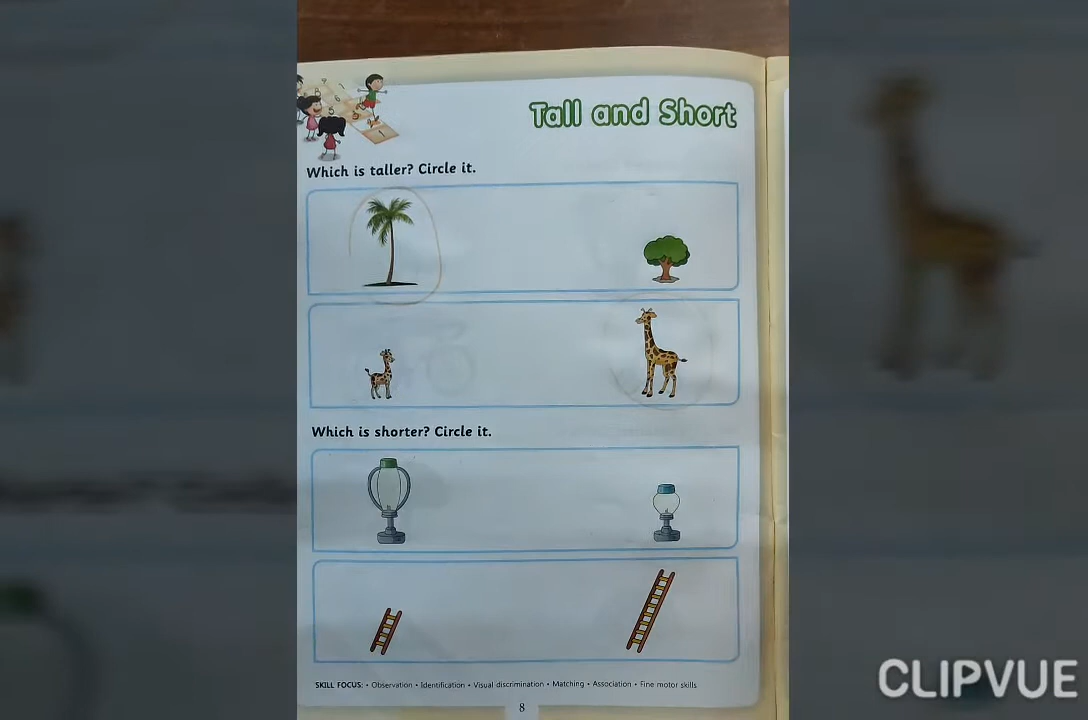 Tall and Short
Which is taller? Circle it.
Which is shorter? Circle it.
SKILL FOCUS: • Observation • Identification • Visual discrimination • Matching • Association • Fine motor skills
8
CLIPVUE